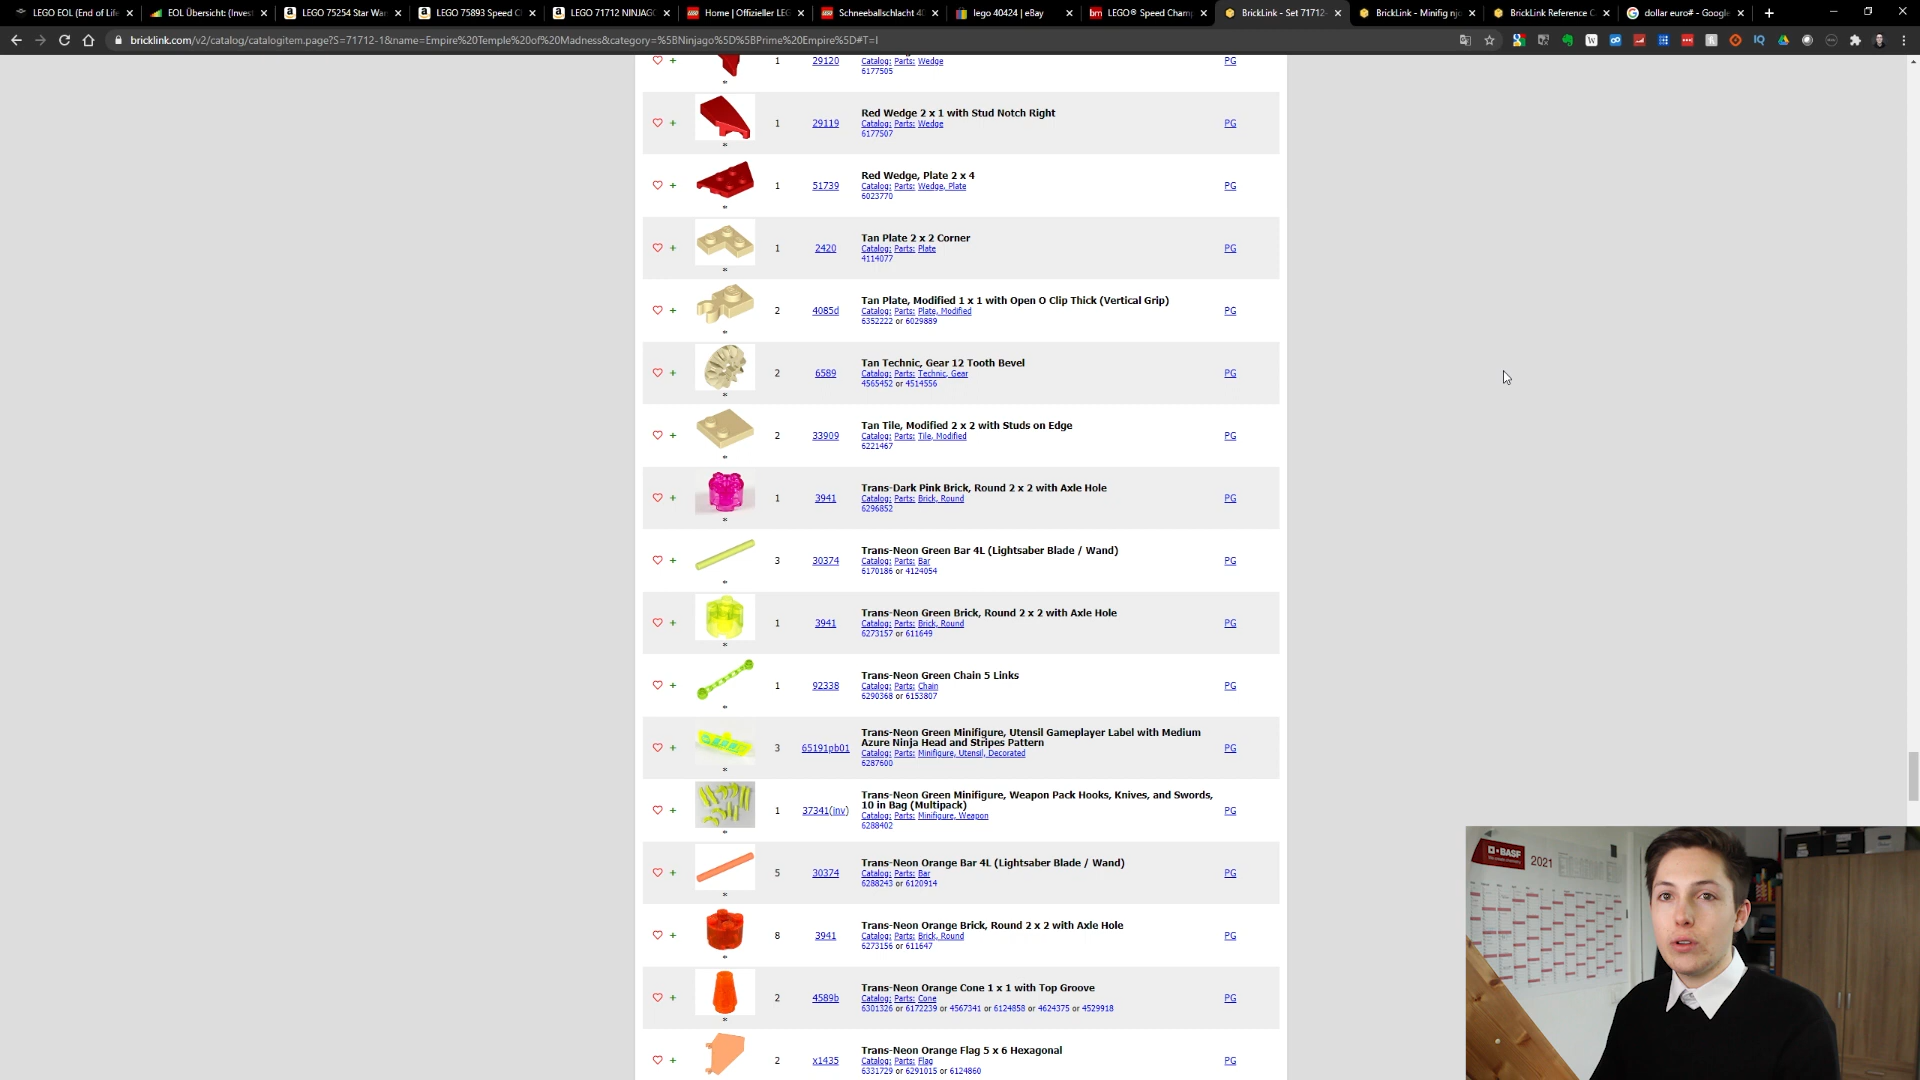 LEGO EOL (End of Life
EOL Übersicht: (Invest
LEGO 75254 Star War
LEGO 75893 Speed Ch
LEGO 71712 NINJAGO
Home | Offizieller LEG
Schneeballschlacht 40
lego 40424 | eBay
LEGO® Speed Champ
BrickLink - Set 71712-
BrickLink - Minifig njo
BrickLink Reference C
dollar euro# - Google
bricklink.com/v2/catalog/catalogitem.page?S=71712-1&name=Empire%20Temple%20of%20Madness&category=%5BNinjago%5D%5BPrime%20Empire%5D#T=I
1 29120 Catalog: Parts: Wedge PG
6177505
Red Wedge 2 x 1 with Stud Notch Right
1 29119 Catalog: Parts: Wedge PG
6177507
Red Wedge, Plate 2 x 4
1 51739 Catalog: Parts: Wedge, Plate PG
6023770
Tan Plate 2 x 2 Corner
1 2420 Catalog: Parts: Plate PG
4114077
Tan Plate, Modified 1 x 1 with Open O Clip Thick (Vertical Grip)
2 4085d Catalog: Parts: Plate, Modified PG
6352222 or 6029889
Tan Technic, Gear 12 Tooth Bevel
2 6589 Catalog: Parts: Technic, Gear PG
4565452 or 4514556
Tan Tile, Modified 2 x 2 with Studs on Edge
2 33909 Catalog: Parts: Tile, Modified PG
6221467
Trans-Dark Pink Brick, Round 2 x 2 with Axle Hole
1 3941 Catalog: Parts: Brick, Round PG
6296852
Trans-Neon Green Bar 4L (Lightsaber Blade / Wand)
3 30374 Catalog: Parts: Bar PG
6170186 or 4124054
Trans-Neon Green Brick, Round 2 x 2 with Axle Hole
1 3941 Catalog: Parts: Brick, Round PG
6273157 or 611649
Trans-Neon Green Chain 5 Links
1 92338 Catalog: Parts: Chain PG
6290368 or 6153807
Trans-Neon Green Minifigure, Utensil Gameplayer Label with Medium
Azure Ninja Head and Stripes Pattern
3 65191pb01 Catalog: Parts: Minifigure, Utensil, Decorated PG
6287600
Trans-Neon Green Minifigure, Weapon Pack Hooks, Knives, and Swords,
10 in Bag (Multipack)
1 37341(inv) Catalog: Parts: Minifigure, Weapon PG
6288402
Trans-Neon Orange Bar 4L (Lightsaber Blade / Wand)
5 30374 Catalog: Parts: Bar PG
6288243 or 6120914
Trans-Neon Orange Brick, Round 2 x 2 with Axle Hole
8 3941 Catalog: Parts: Brick, Round PG
6273156 or 611647
Trans-Neon Orange Cone 1 x 1 with Top Groove
2 4589b Catalog: Parts: Cone PG
6301326 or 6172239 or 4567341 or 6124858 or 4624375 or 4529918
Trans-Neon Orange Flag 5 x 6 Hexagonal
2 x1435 Catalog: Parts: Flag PG
6331729 or 6291015 or 6124860
BASF 2021